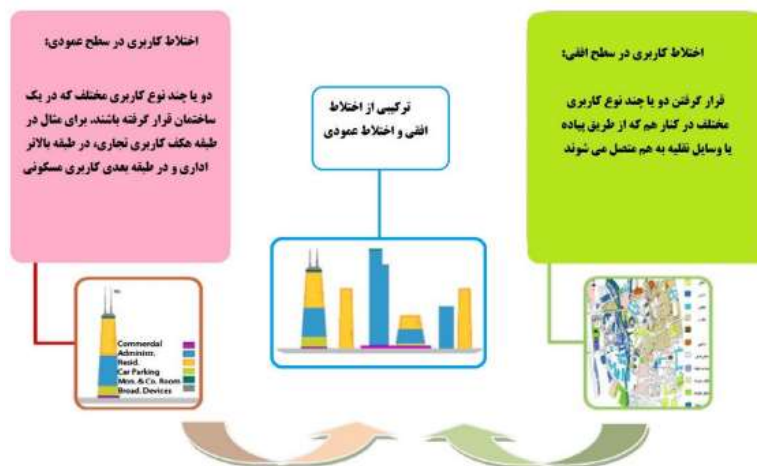 اختلاط کاربری در سطح افقی:
قرار گرفتن دو یا چند نوع کاربری
مختلف در کنار هم که از طریق پیاده
یا وسایل نقلیه به هم متصل می شوند
ترکیبی از اختلاط
افقی و اختلاط عمودی
اختلاط کاربری در سطح عمودی:
دو یا چند نوع کاربری مختلف که در یک
ساختمان قرار گرفته باشند. برای مثال در
طبقه هکف کاربری تجاری، در طبقه بالاتر
اداری و در طبقه بعدی کاربری مسکونی
Commercial
Administr.
Resid.
Car Parking
Mon. & Co. Room
Broad. Devices